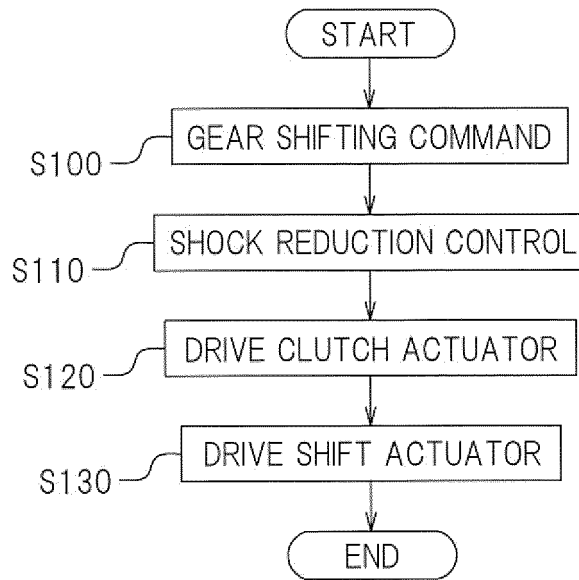 START
S100
GEAR SHIFTING COMMAND
S110
SHOCK REDUCTION CONTROL
S120
DRIVE CLUTCH ACTUATOR
S130
DRIVE SHIFT ACTUATOR
END